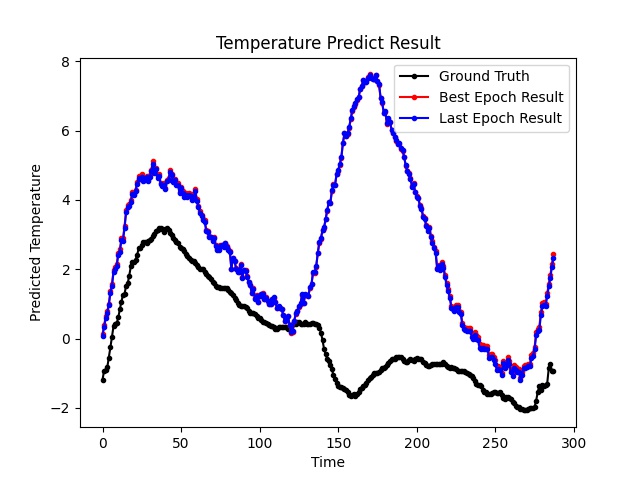 Temperature Predict Result
Ground Truth
Best Epoch Result
Last Epoch Result
Predicted Temperature
8
6
4
2
0
−2
0 50 100 150 200 250 300
Time